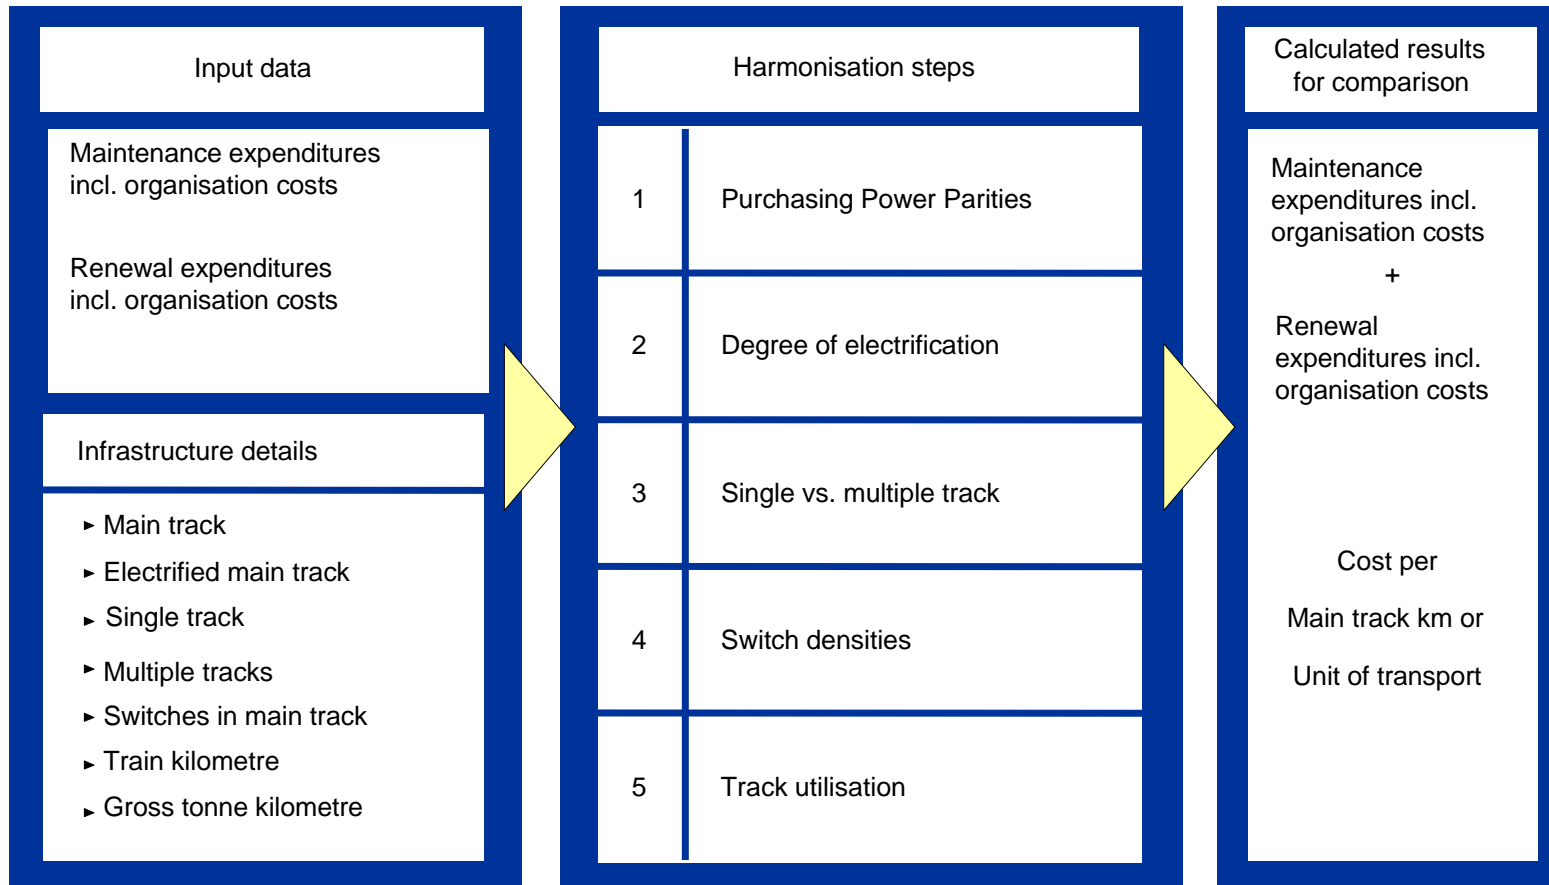 Input data
Maintenance expenditures
incl. organisation costs
Renewal expenditures
incl. organisation costs
Infrastructure details
Main track
Electrified main track
Single track
Multiple tracks
Switches in main track
Train kilometre
Gross tonne kilometre
Harmonisation steps
1 Purchasing Power Parities
2 Degree of electrification
3 Single vs. multiple track
4 Switch densities
5 Track utilisation
Calculated results
for comparison
Maintenance
expenditures incl.
organisation costs
+
Renewal
expenditures incl.
organisation costs
Cost per
Main track km or
Unit of transport